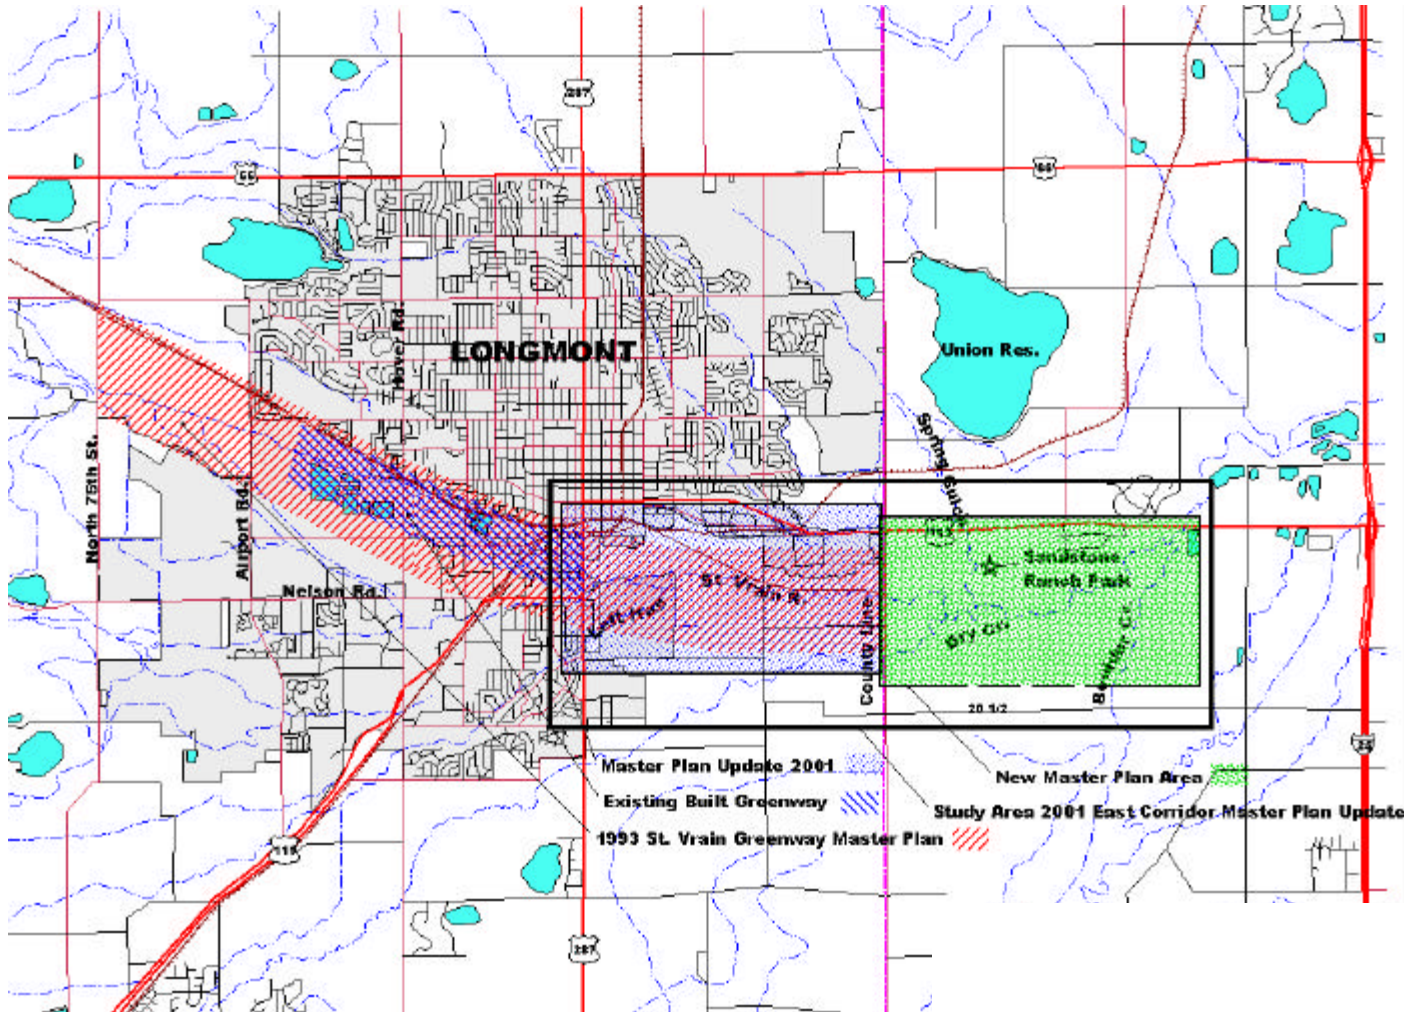 287
66
66
Hover Rd.
LONGMONT
Union Res.
Spring Gulch
North 75th St.
Airport Rd.
119
Sandstone
Ranch Park
St. Vrain R.
Nelson Rd.
Left Hand
Dry Cr.
Boulder Cr.
County Line
20 1/2
Master Plan Update 2001
New Master Plan Area
Existing Built Greenway
Study Area 2001 East Corridor Master Plan Update
1993 St. Vrain Greenway Master Plan
119
287